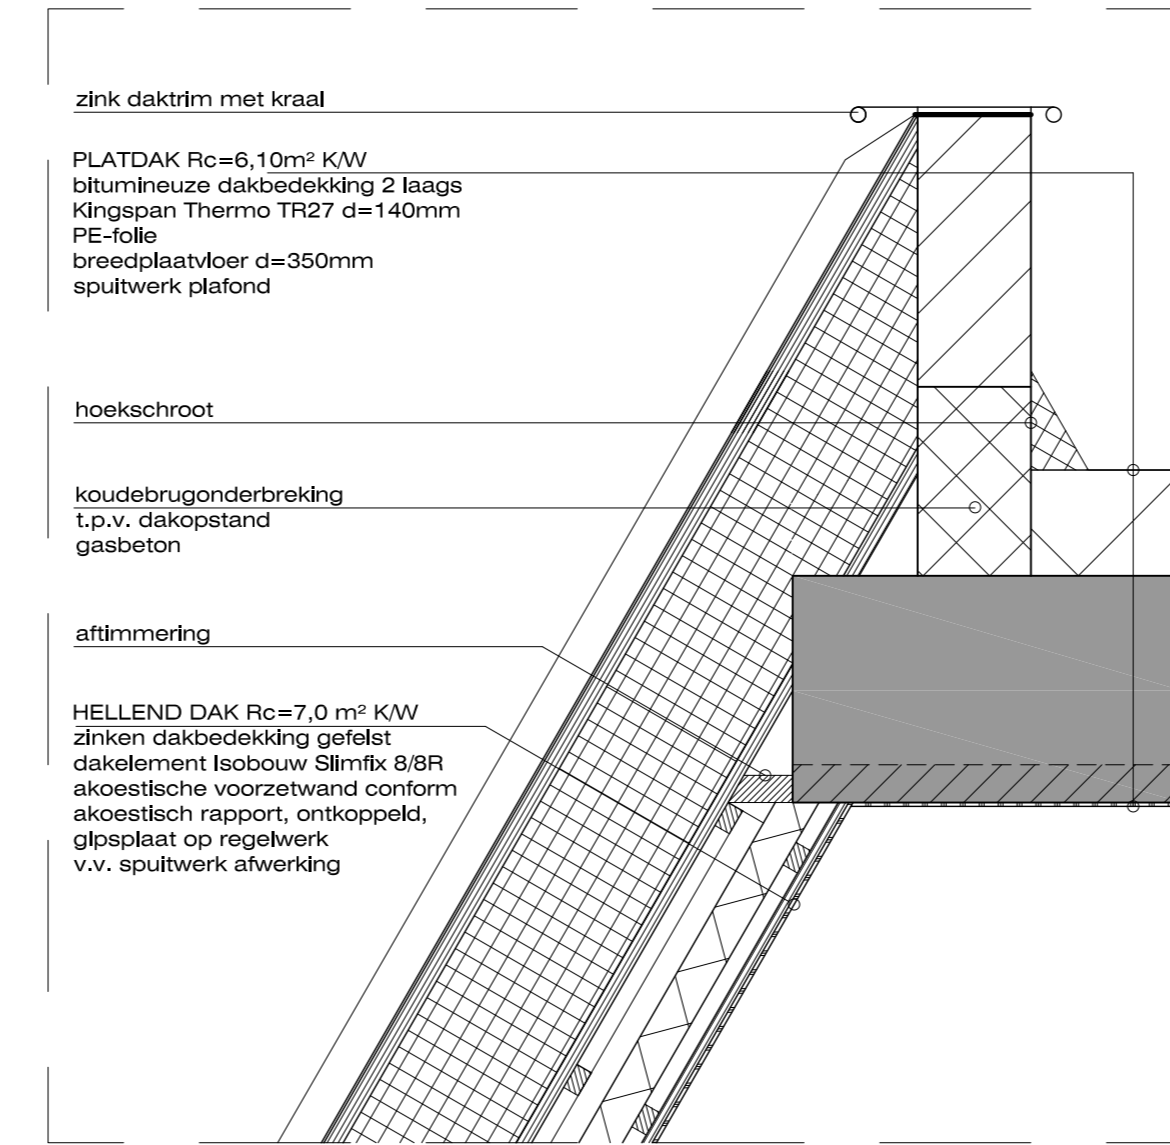 zink daktrim met kraal
PLATDAK Rc=6,10m² K/W
bitumineuze dakbedekking 2 laags
Kingspan Thermo TR27 d=140mm
PE-folie
breedplaatvloer d=350mm
spuitwerk plafond
hoekschroot
koudebrugonderbreking
t.p.v. dakopstand
gasbeton
aftimmering
HELLEND DAK Rc=7,0 m² K/W
zinken dakbedekking gefelst
dakelement Isobouw Slimfix 8/8R
akoestische voorzetwand conform
akoestisch rapport, ontkoppeld,
glpsplaat op regelwerk
v.v. spuitwerk afwerking